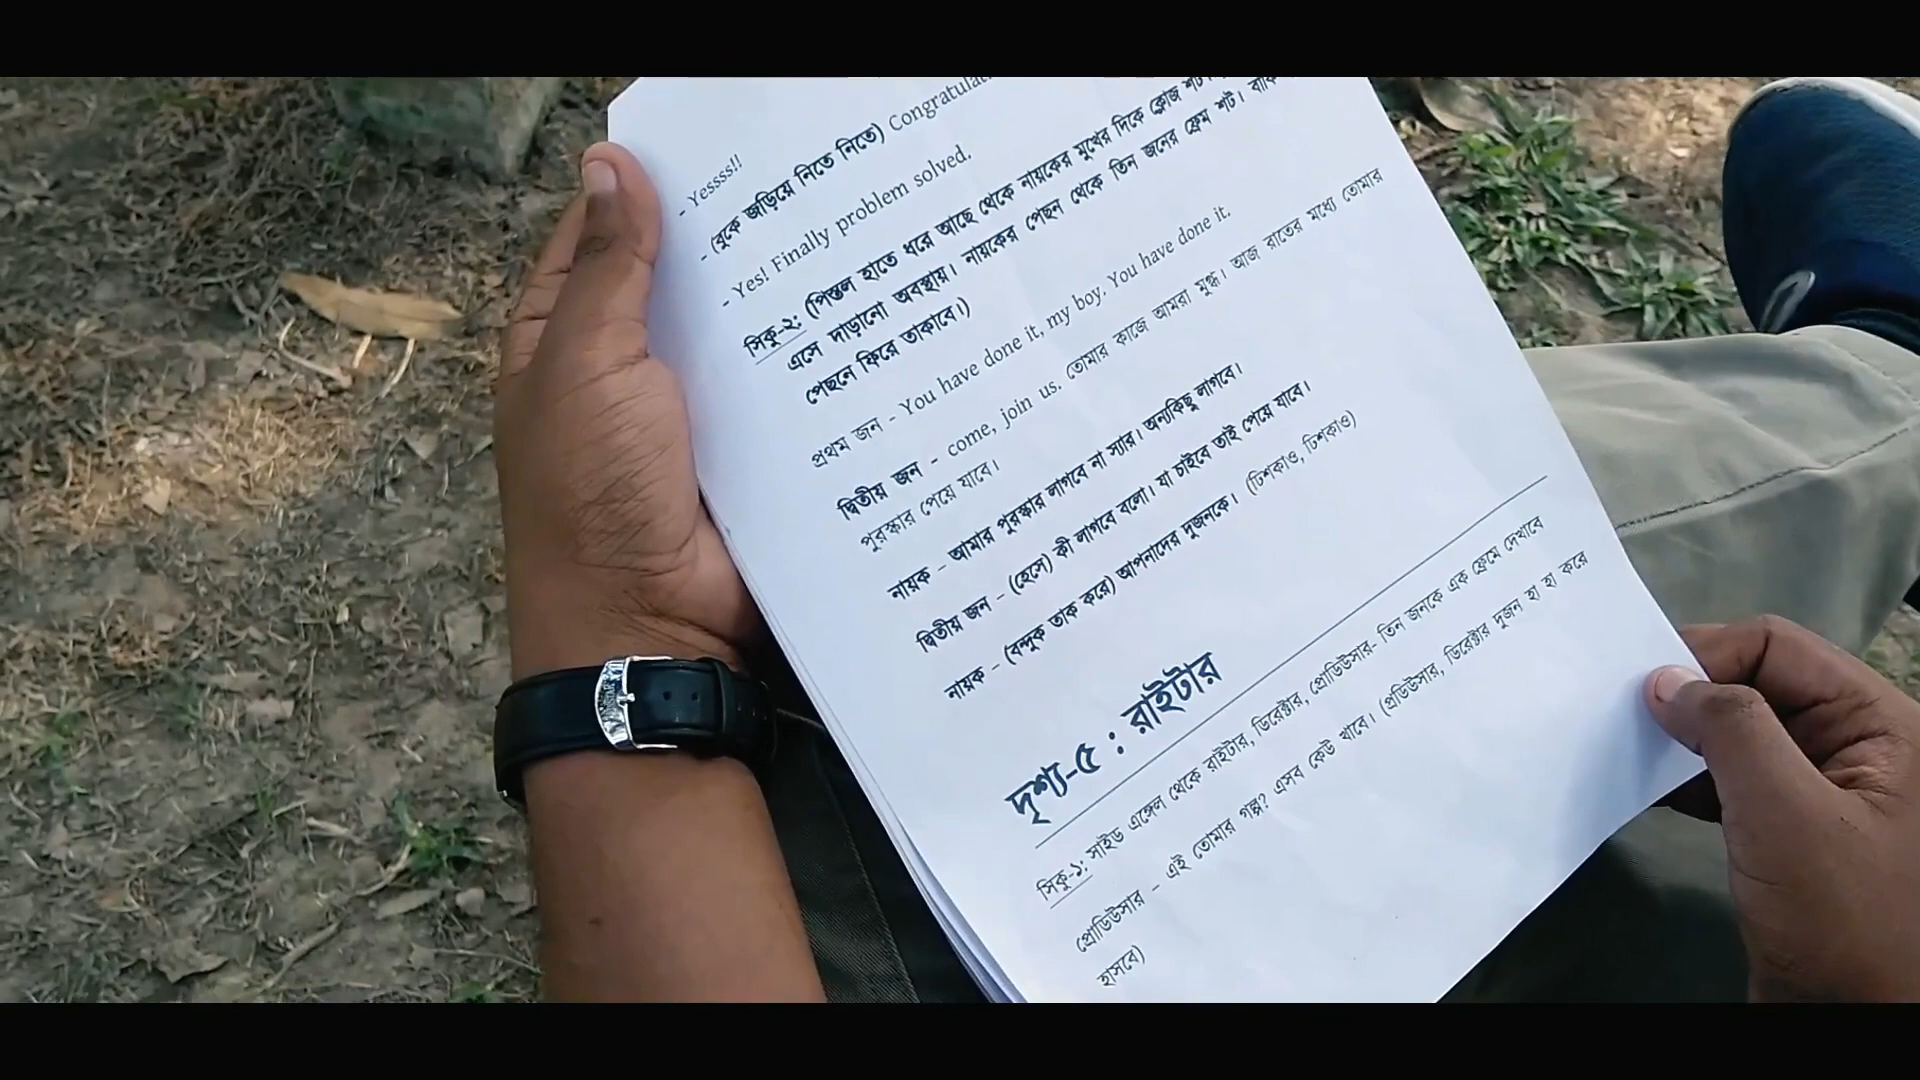 - Yessss!!
- (বুকে জড়িয়ে নিতে নিতে)
- Yes! Finally problem solved.
সিকু-২: (পিস্তল হাতে ধরে আছে থেকে নায়কের মুখের দিকে ক্লোজ শট।
এসে দাড়ানো অবস্থায়। নায়কের পেছন থেকে তিন জনের ফ্রেম শট। বাকি
পেছনে ফিরে তাকাবে।)
প্রথম জন - You have done it, my boy. You have done it.
দ্বিতীয় জন - come, join us. তোমার কাজে আমরা মুগ্ধ। আজ রাতের মধ্যে তোমার
পুরস্কার পেয়ে যাবে।
নায়ক - আমার পুরস্কার লাগবে না স্যার। অন্যকিছু লাগবে।
দ্বিতীয় জন - (হেসে) কী লাগবে বলো। যা চাইবে তাই পেয়ে যাবে।
নায়ক - (বন্দুক তাক করে) আপনাদের দুজনকে। (ঢিশকাও, ঢিশকাও)
দৃশ্য-৫ : রাইটার
সিকু-১: সাইড এঙ্গেল থেকে রাইটার, ডিরেক্টার, প্রোডিউসার- তিন জনকে এক ফ্রেমে দেখাবে
প্রোডিউসার - এই তোমার গল্প? এসব কেউ খাবে। (প্রডিউসার, ডিরেক্টার দুজন হা হা করে
হাসবে)